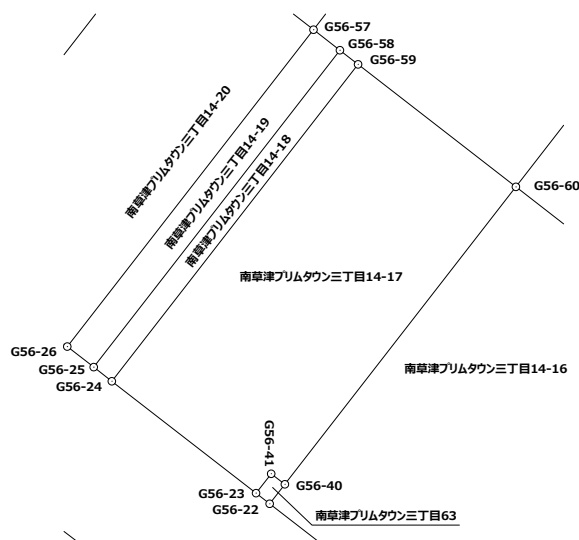 G56-57
G56-58
G56-59
南草津プリムタウン三丁目14-20
南草津プリムタウン三丁目14-19
南草津プリムタウン三丁目14-18
G56-60
南草津プリムタウン三丁目14-17
G56-26
G56-25
G56-24
南草津プリムタウン三丁目14-16
G56-41
G56-40
G56-23
G56-22
南草津プリムタウン三丁目63